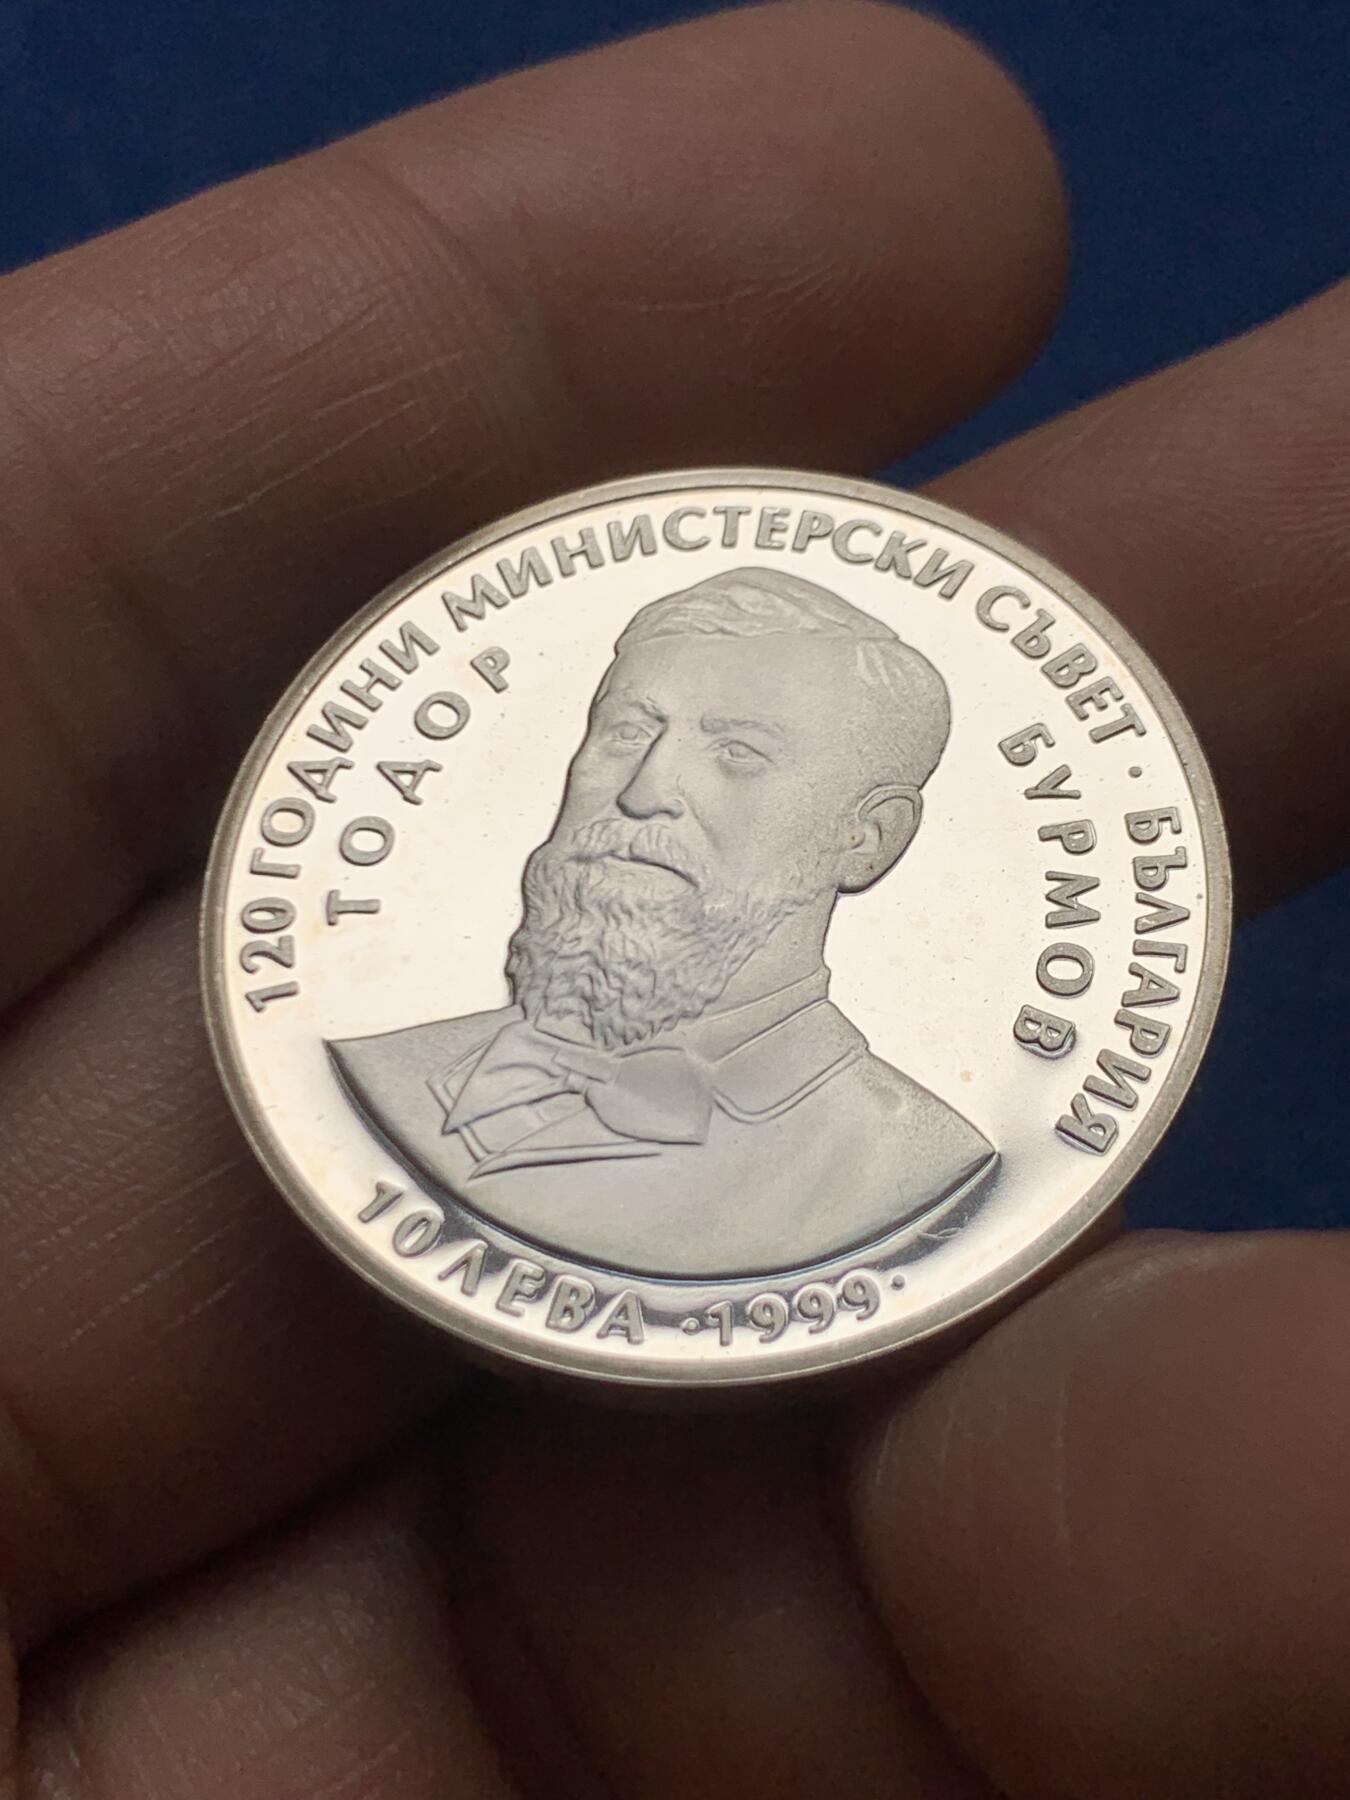 120 ГОДИНИ МИНИСТЕРСКИ СЪВЕТ · БЪЛГАРИЯ
ТОДОР
БУРМОВ
10 ЛЕВА · 1999 ·